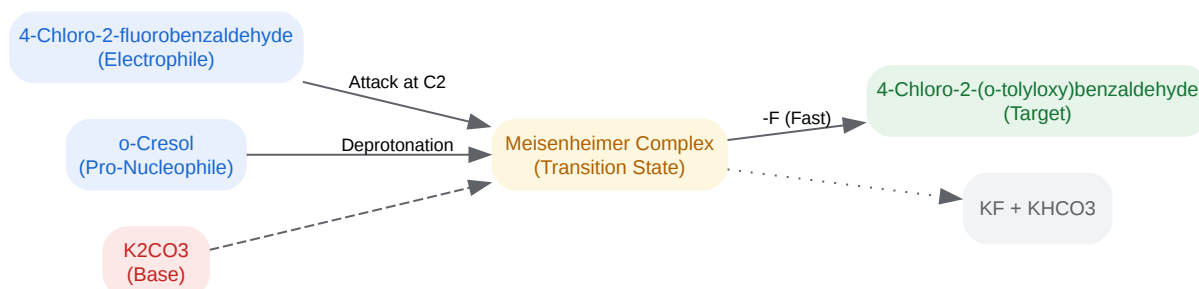 4-Chloro-2-fluorobenzaldehyde
(Electrophile)
Attack at C2
o-Cresol
(Pro-Nucleophile)
Deprotonation
K2CO3
(Base)
Meisenheimer Complex
(Transition State)
-F (Fast)
4-Chloro-2-(o-tolyloxy)benzaldehyde
(Target)
KF + KHCO3